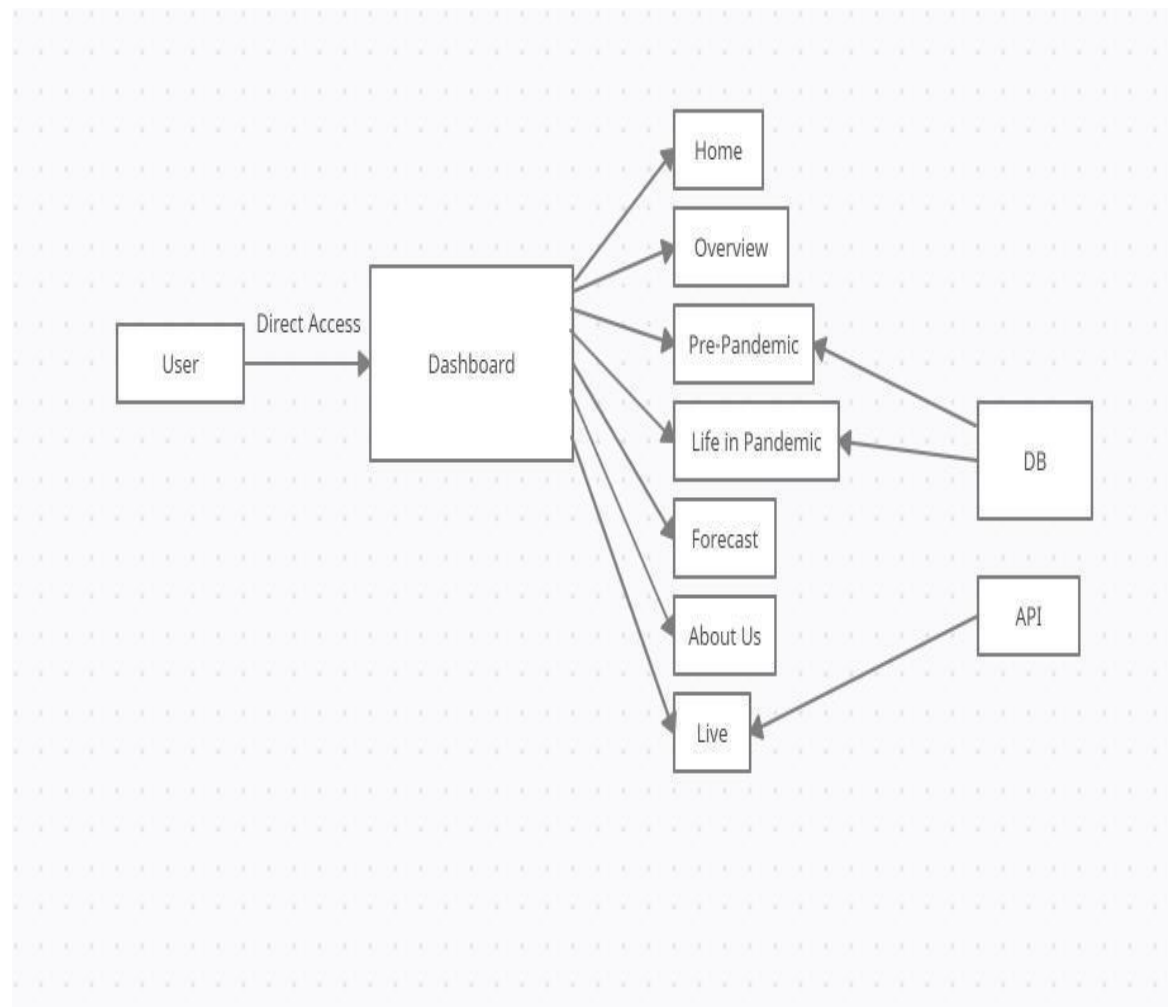 Home
Overview
Direct Access
User
Dashboard
Pre-Pandemic
Life in Pandemic
DB
Forecast
API
About Us
Live